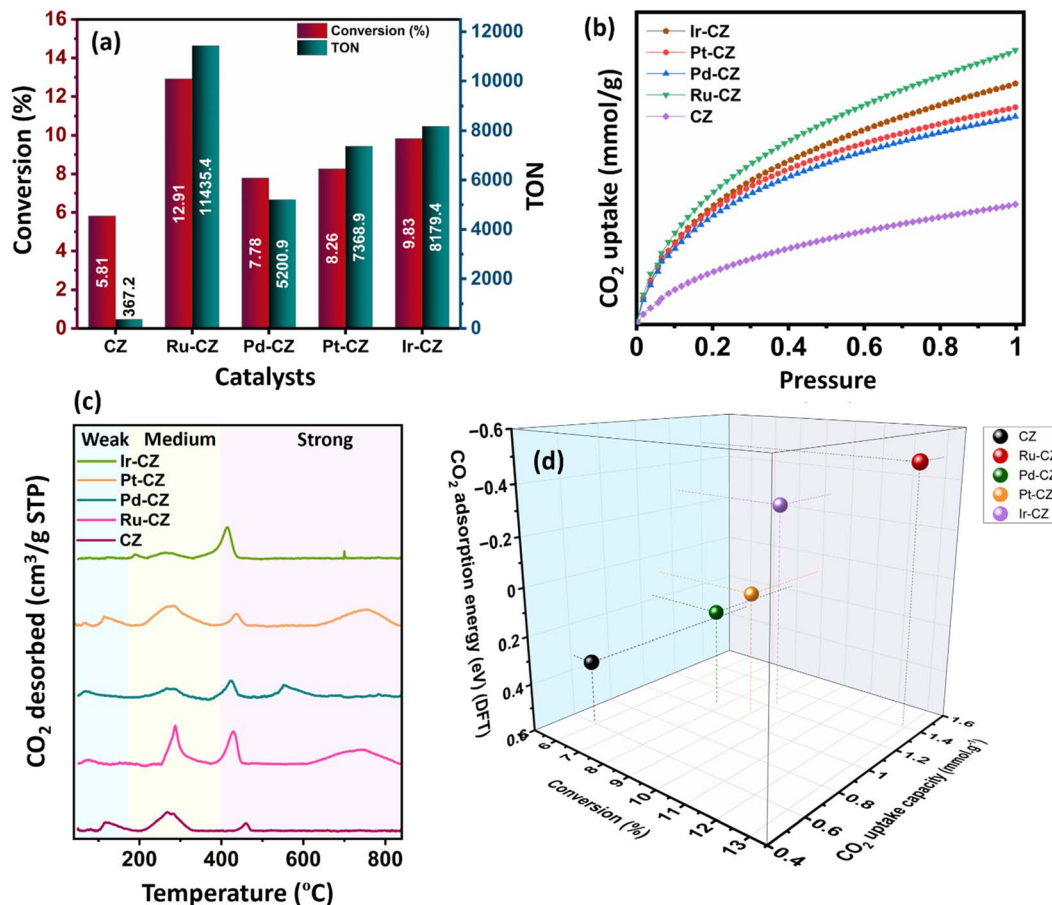 (a)
Conversion (%)
TON
16
14
12
10
8
6
4
2
0
Conversion (%)
12000
10000
8000
6000
4000
2000
0
TON
5.81
367.2
12.91
11435.4
7.78
5200.9
8.26
7368.9
9.83
8179.4
CZ Ru-CZ Pd-CZ Pt-CZ Ir-CZ
Catalysts
(b)
Ir-CZ
Pt-CZ
Pd-CZ
Ru-CZ
CZ
CO₂ uptake (mmol/g)
0 0.2 0.4 0.6 0.8 1
Pressure
(c)
Weak Medium Strong
Ir-CZ
Pt-CZ
Pd-CZ
Ru-CZ
CZ
CO₂ desorbed (cm³/g STP)
200 400 600 800
Temperature (°C)
(d)
CZ
Ru-CZ
Pd-CZ
Pt-CZ
Ir-CZ
-0.6
-0.4
-0.2
0
0.2
0.4
CO₂ adsorption energy (eV) (DFT)
6 7 8 9 10 11 12 13
Conversion (%)
0.4 0.6 0.8 1 1.2 1.4 1.6
CO₂ uptake capacity (mmol.g⁻¹)